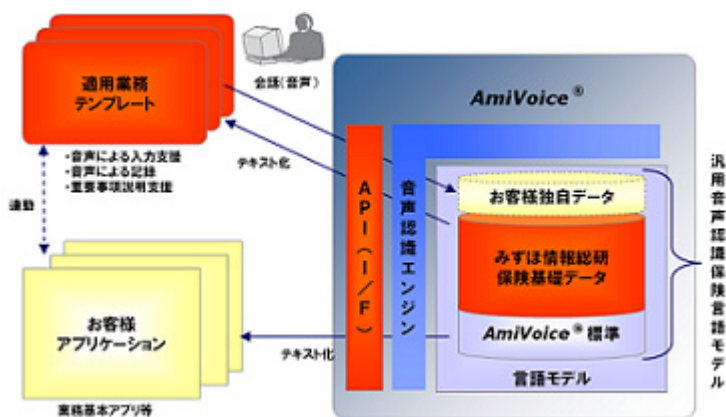 適用業務
テンプレート
会話(音声)
・音声による入力支援
・音声による記録
・重要事項説明支援
連動
テキスト化
お客様
アプリケーション
業務基本アプリ等
テキスト化
AmiVoice®
API(I/F)
音声認識エンジン
お客様独自データ
みずほ情報総研
保険基礎データ
AmiVoice®標準
言語モデル
汎用音声認識保険言語モデル